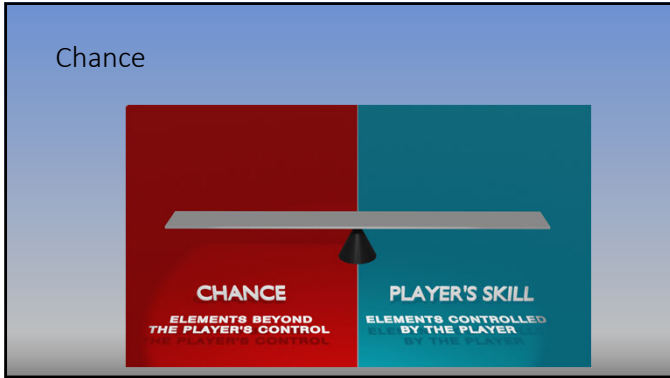 Chance
CHANCE
ELEMENTS BEYOND
THE PLAYER'S CONTROL
PLAYER'S SKILL
ELEMENTS CONTROLLED
BY THE PLAYER